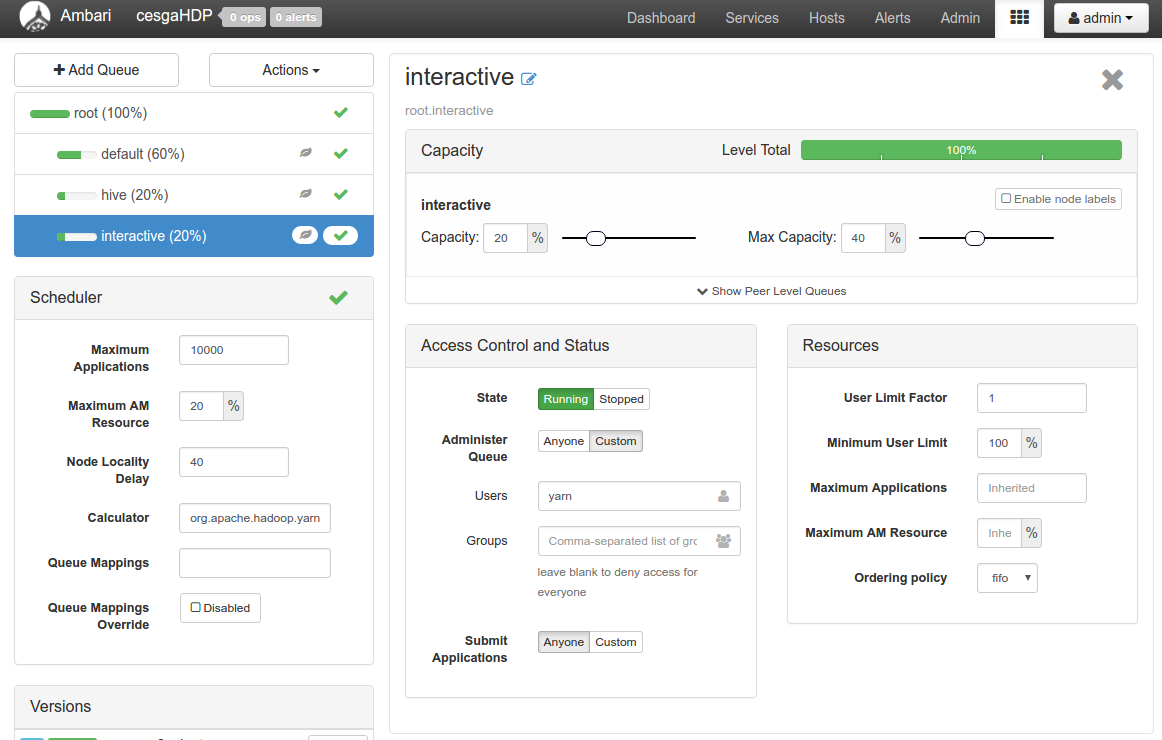 Ambari cesgaHDP 0 ops 0 alerts Dashboard Services Hosts Alerts Admin admin
Add Queue Actions
root (100%)
default (60%)
hive (20%)
interactive (20%)
Scheduler
Maximum Applications 10000
Maximum AM Resource 20 %
Node Locality Delay 40
Calculator org.apache.hadoop.yarn
Queue Mappings
Queue Mappings Override Disabled
Versions
interactive
root.interactive
Capacity Level Total 100%
interactive Enable node labels
Capacity: 20 % Max Capacity: 40 %
Show Peer Level Queues
Access Control and Status
State Running Stopped
Administer Queue Anyone Custom
Users yarn
Groups Comma-separated list of gro
leave blank to deny access for
everyone
Submit Applications Anyone Custom
Resources
User Limit Factor 1
Minimum User Limit 100 %
Maximum Applications Inherited
Maximum AM Resource Inhe %
Ordering policy fifo